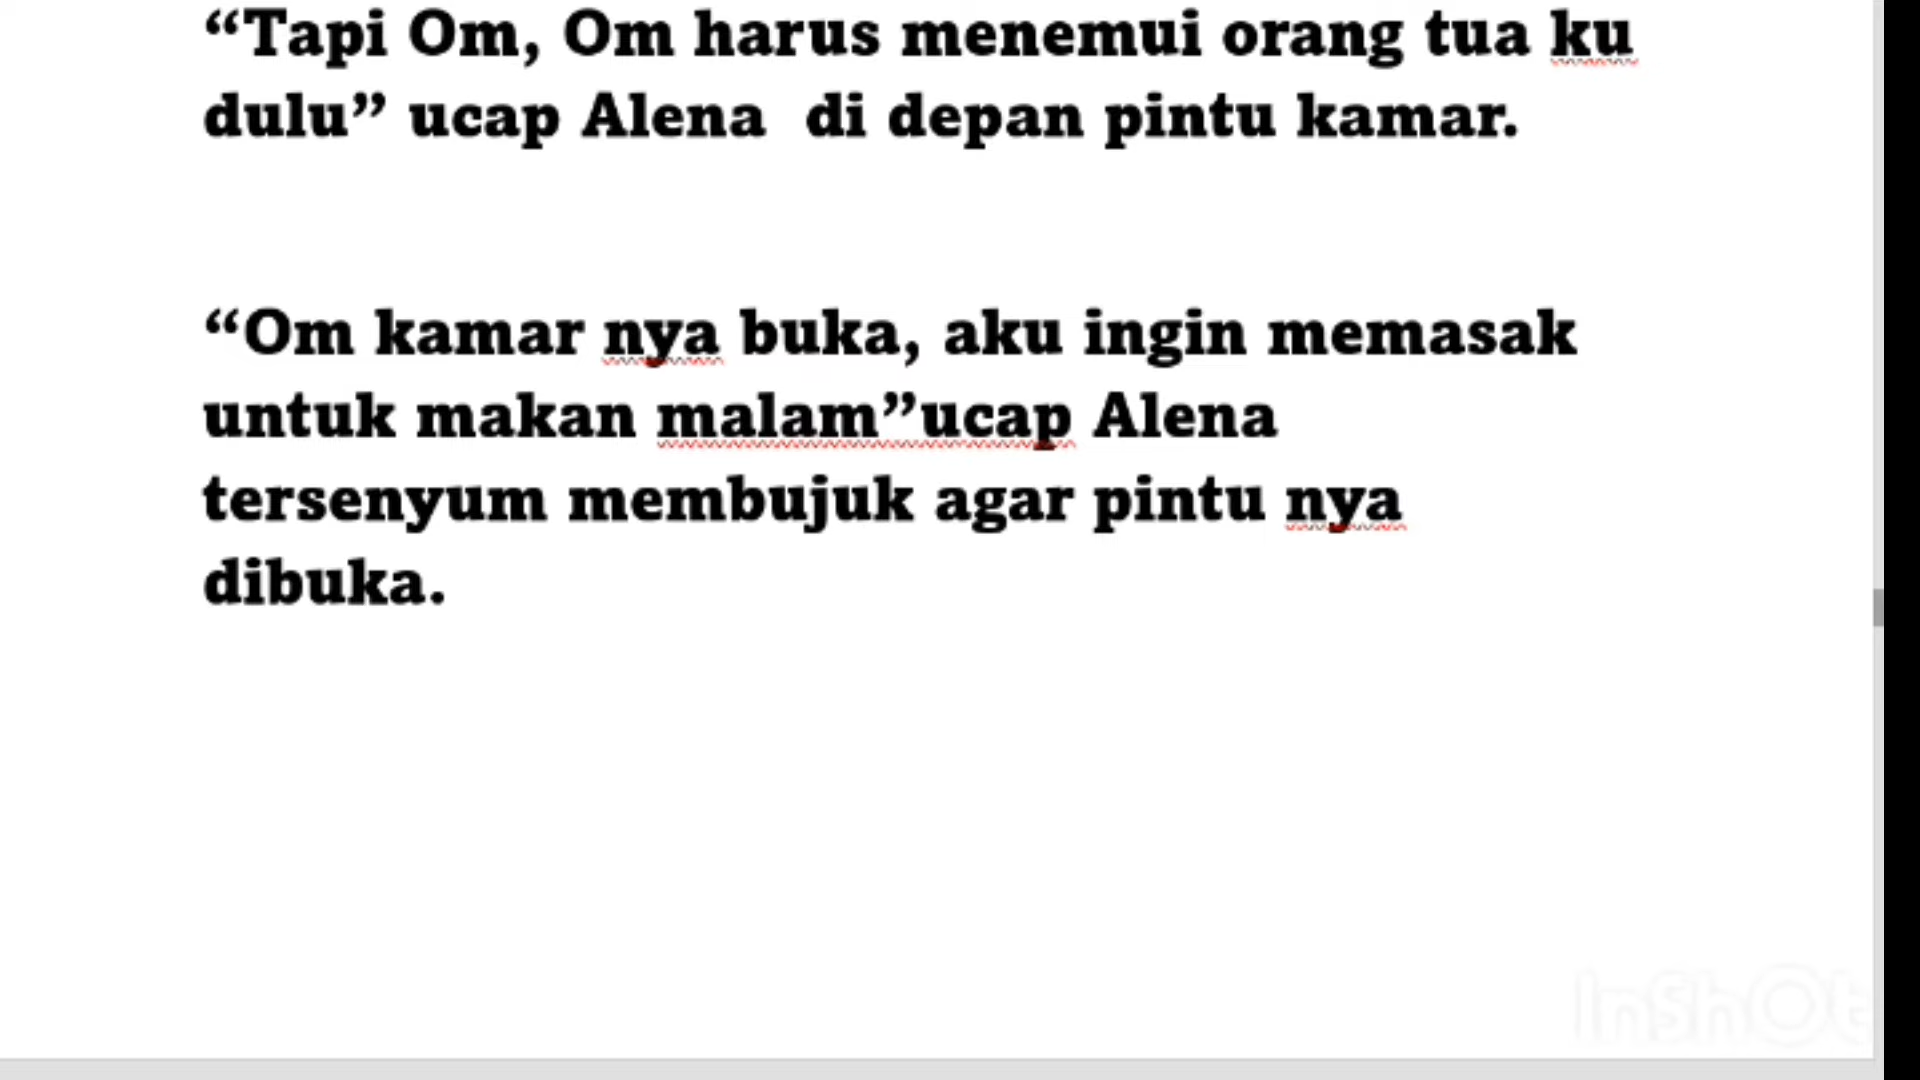 “Tapi Om, Om harus menemui orang tua ku
dulu” ucap Alena  di depan pintu kamar.
“Om kamar nya buka, aku ingin memasak
untuk makan malam”ucap Alena
tersenyum membujuk agar pintu nya
dibuka.
InShOt